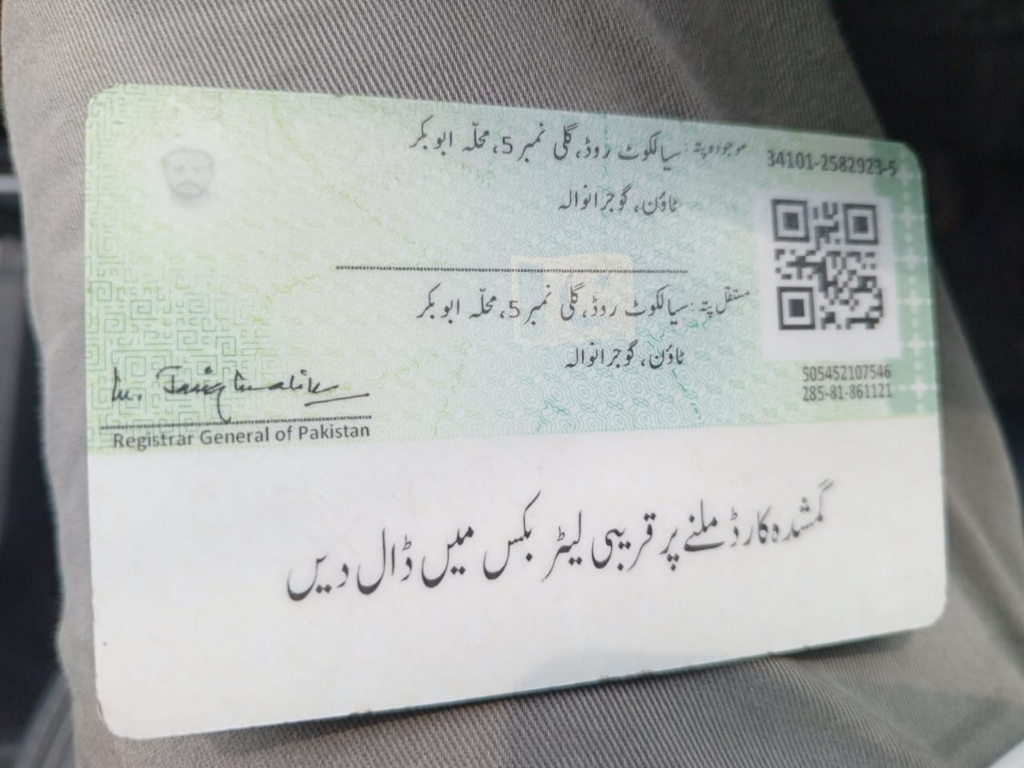 موجودہ پتہ: سیالکوٹ روڈ، گلی نمبر 5، محلّہ ابو بکر
34101-2582923-5
ٹاؤن، گوجرانوالہ
مستقل پتہ: سیالکوٹ روڈ، گلی نمبر 5، محلّہ ابو بکر
ٹاؤن، گوجرانوالہ
505452107546
285-81-861121
Registrar General of Pakistan
گمشدہ کارڈ ملنے پر قریبی لیٹر بکس میں ڈال دیں